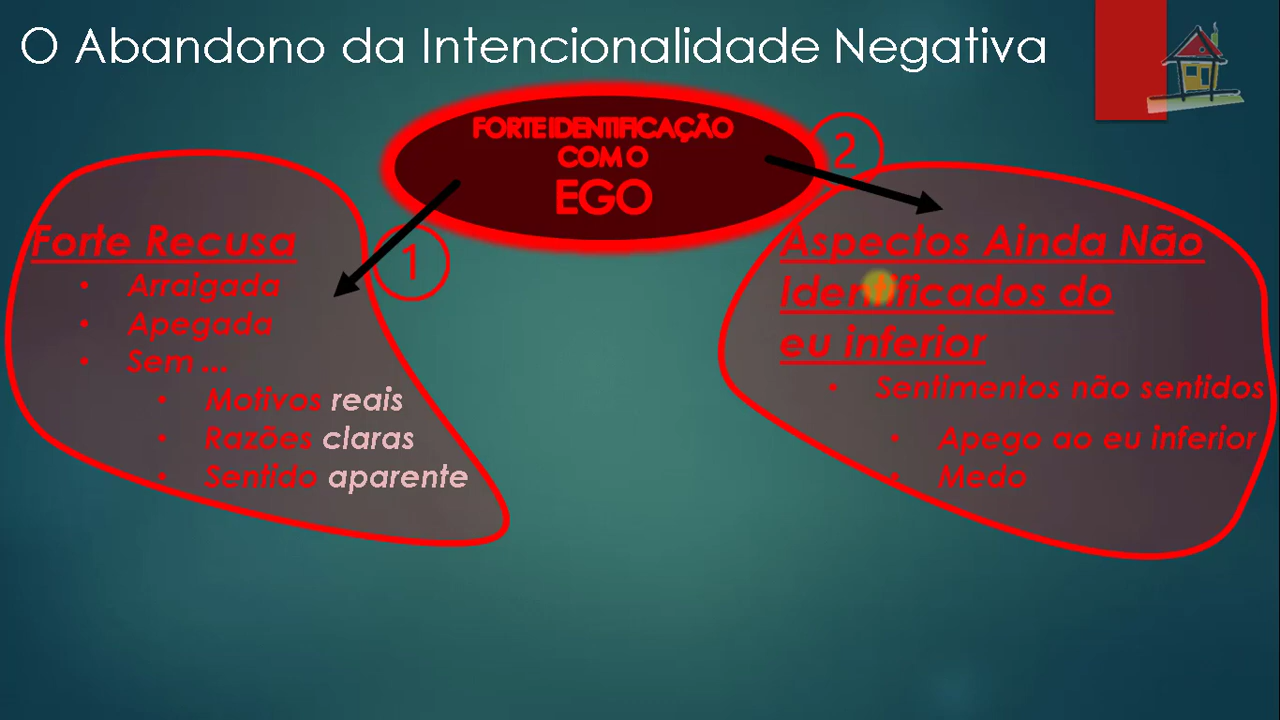 O Abandono da Intencionalidade Negativa
FORTE IDENTIFICAÇÃO
COM O
EGO
1
2
Forte Recusa
• Arraigada
• Apegada
• Sem ...
• Motivos reais
• Razões claras
• Sentido aparente
Aspectos Ainda Não
Identificados do
eu inferior
• Sentimentos não sentidos
• Apego ao eu inferior
• Medo